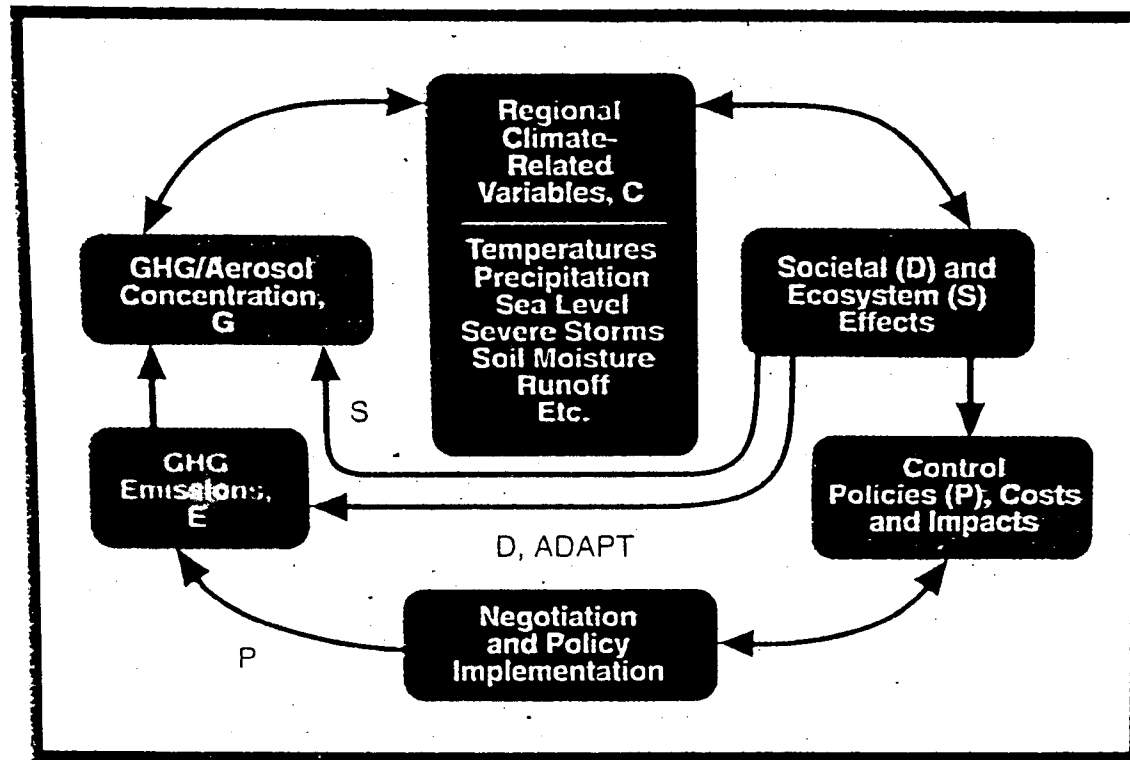 Regional
Climate-
Related
Variables, C
Temperatures
Precipitation
Sea Level
Severe Storms
Soil Moisture
Runoff
Etc.
GHG/Aerosol
Concentration,
G
Societal (D) and
Ecosystem (S)
Effects
S
GHG
Emissions,
E
Control
Policies (P), Costs
and Impacts
D, ADAPT
Negotiation
and Policy
Implementation
P